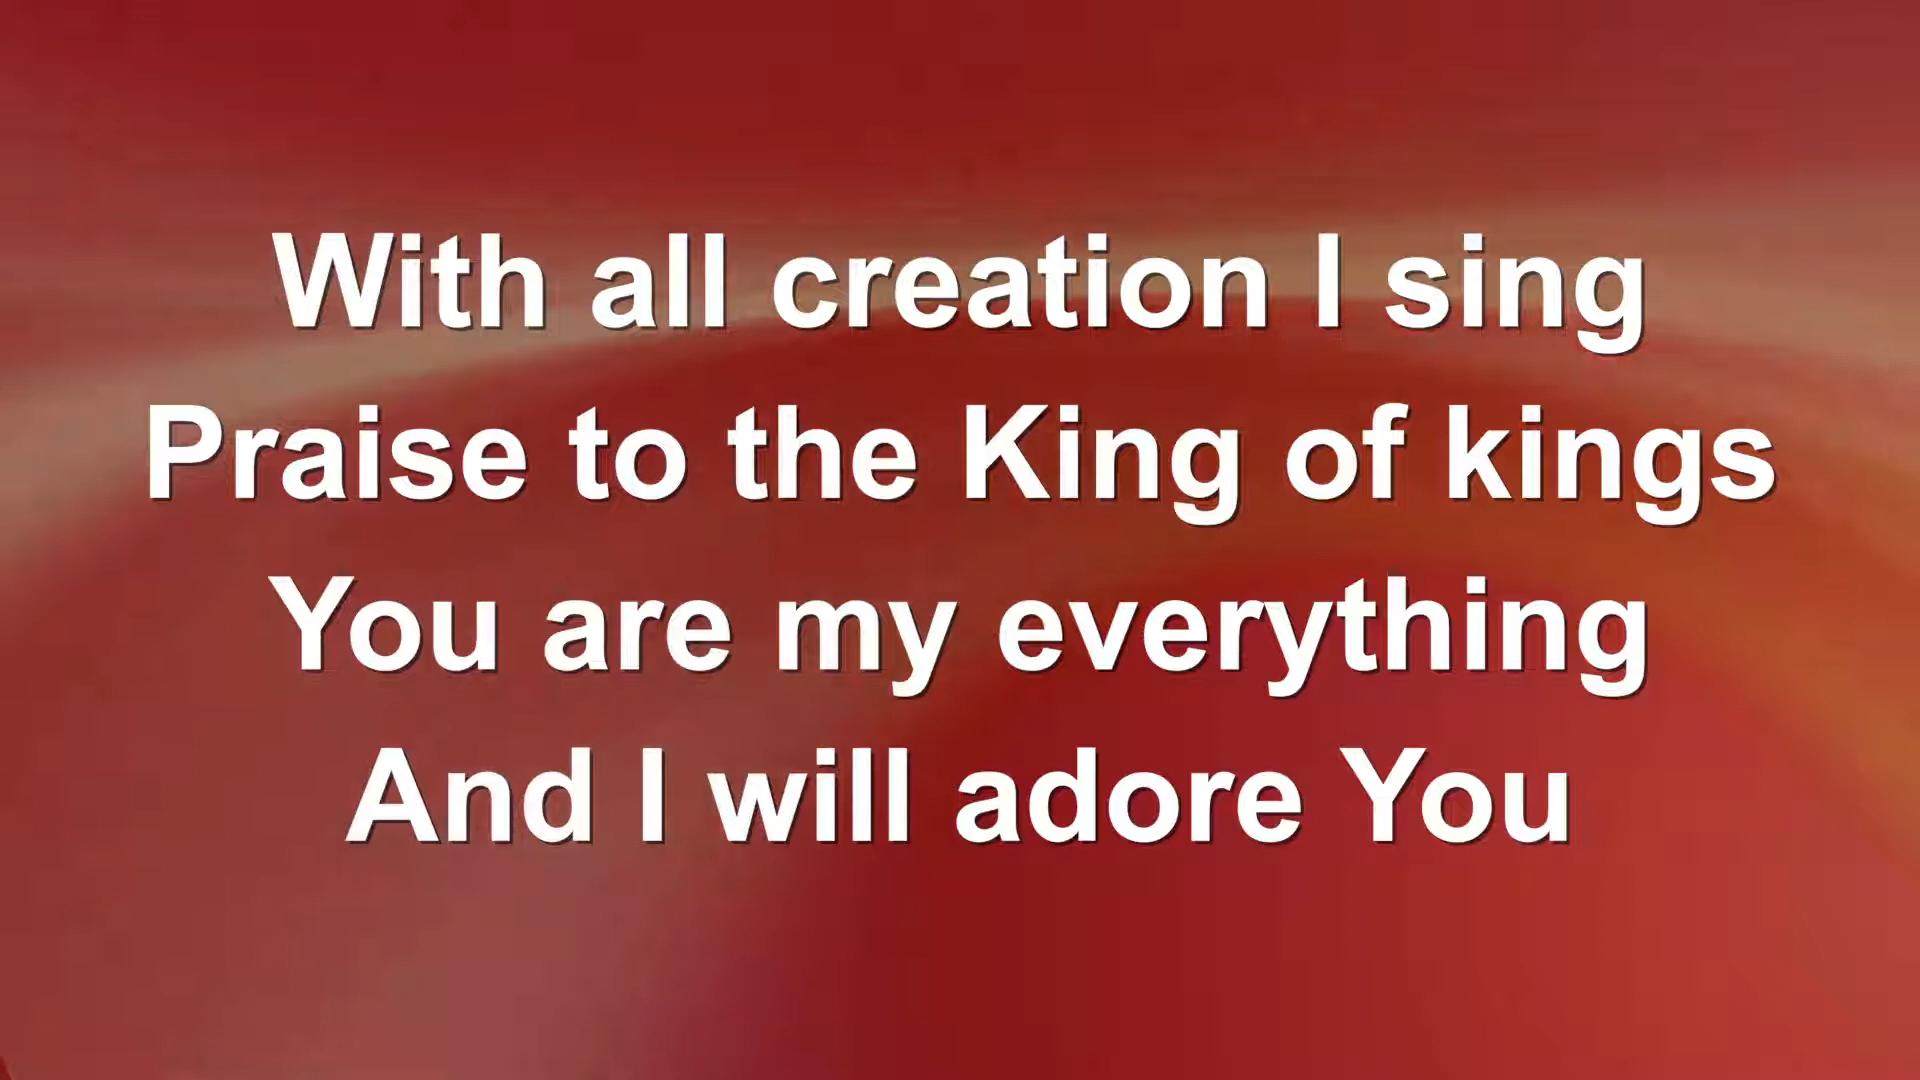 With all creation I sing
Praise to the King of kings
You are my everything
And I will adore You